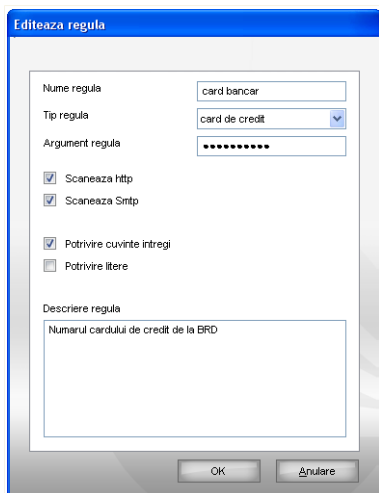 Editeaza regula
Nume regula
card bancar
Tip regula
card de credit
Argument regula
••••••••••
Scaneaza http
Scaneaza Smtp
Potrivire cuvinte intregi
Potrivire litere
Descriere regula
Numarul cardului de credit de la BRD
OK
Anulare